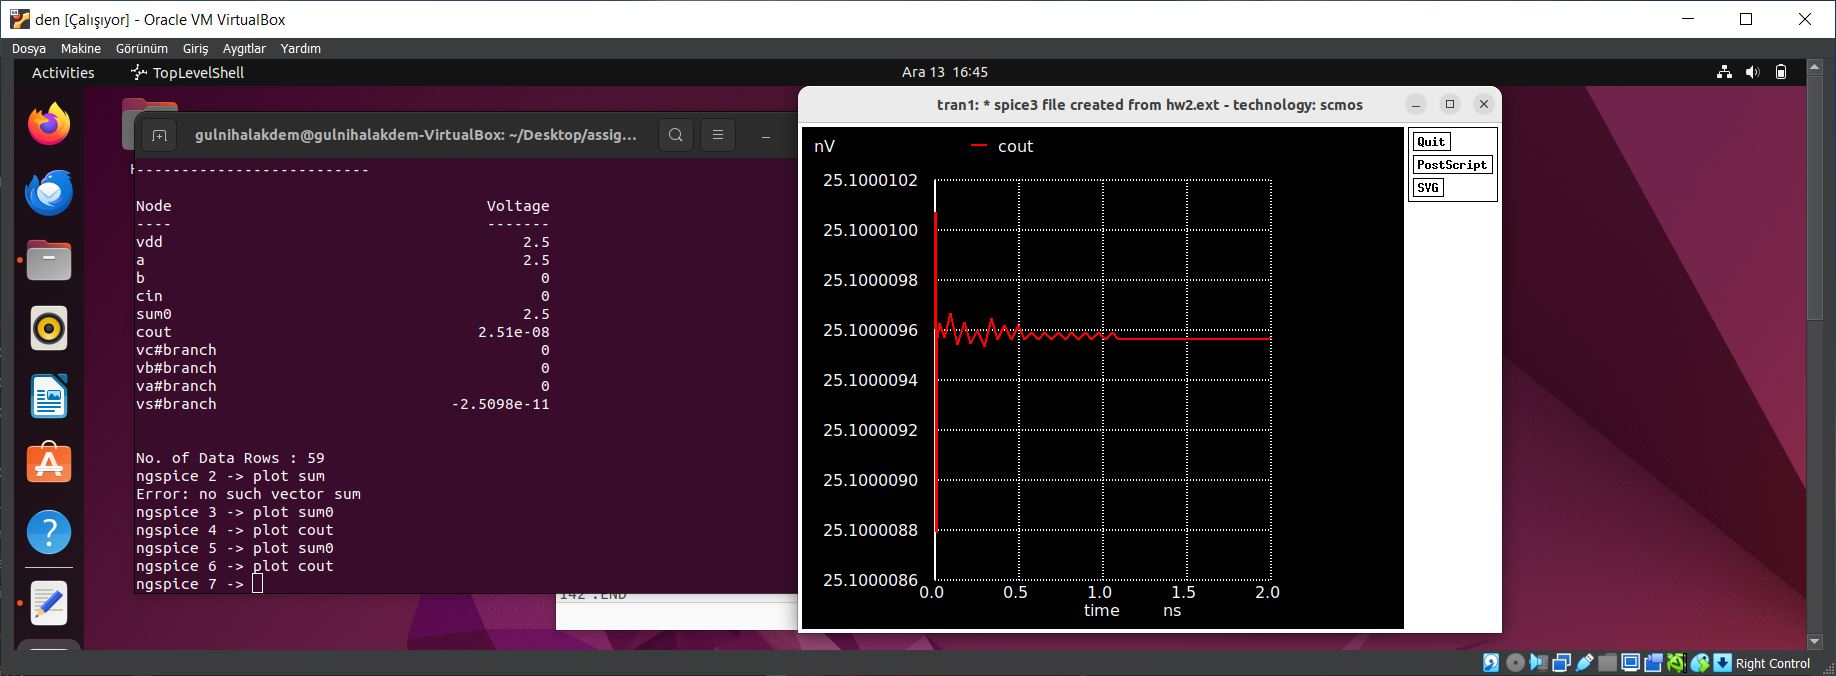 den [Çalışıyor] - Oracle VM VirtualBox
Dosya Makine Görünüm Giriş Aygıtlar Yardım
Activities TopLevelShell Ara 13 16:45
gulnihalakdem@gulnihalakdem-VirtualBox: ~/Desktop/assig...
--------------------------
Node Voltage
---- -------
vdd 2.5
a 2.5
b 0
cin 0
sum0 2.5
cout 2.51e-08
vc#branch 0
vb#branch 0
va#branch 0
vs#branch -2.5098e-11
No. of Data Rows : 59
ngspice 2 -> plot sum
Error: no such vector sum
ngspice 3 -> plot sum0
ngspice 4 -> plot cout
ngspice 5 -> plot sum0
ngspice 6 -> plot cout
ngspice 7 ->
142 .END
tran1: * spice3 file created from hw2.ext - technology: scmos
nV cout
25.1000102
25.1000100
25.1000098
25.1000096
25.1000094
25.1000092
25.1000090
25.1000088
25.1000086
0.0 0.5 1.0 1.5 2.0
time ns
Quit
PostScript
SVG
Right Control